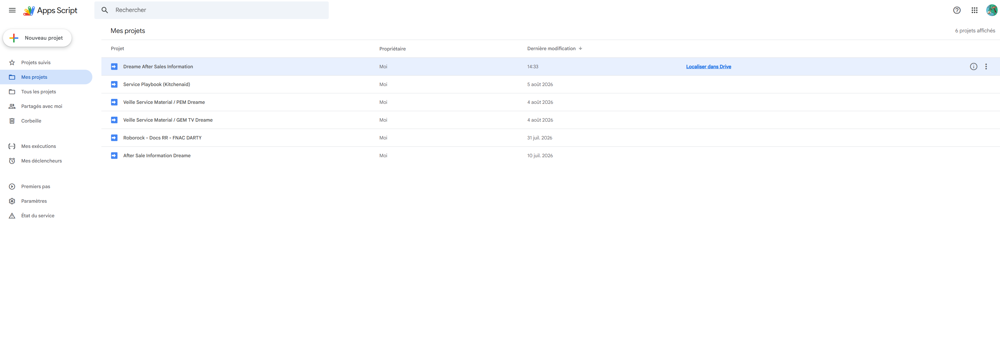 Apps Script
Rechercher
Nouveau projet
Projets suivis
Mes projets
Tous les projets
Partagés avec moi
Corbeille
Mes exécutions
Mes déclencheurs
Premiers pas
Paramètres
État du service
Mes projets
6 projets affichés
Projet Propriétaire Dernière modification
Dreame After Sales Information Moi 14:33 Localiser dans Drive
Service Playbook (Kitchenaid) Moi 5 août 2026
Veille Service Material / PEM Dreame Moi 4 août 2026
Veille Service Material / GEM TV Dreame Moi 4 août 2026
Roborock - Docs RR - FNAC DARTY Moi 31 juil. 2026
After Sale Information Dreame Moi 10 juil. 2026